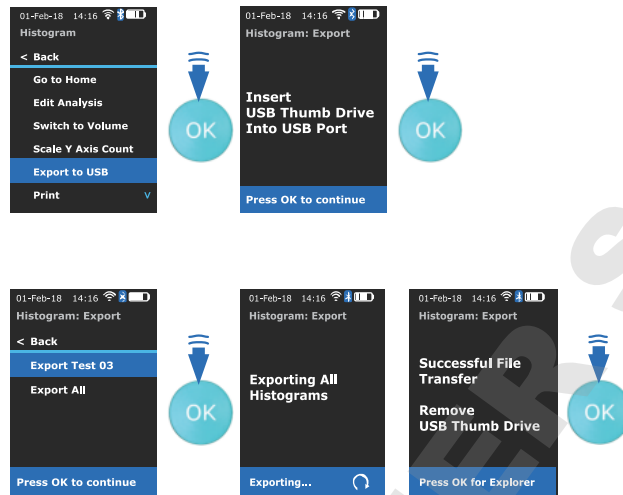 01-Feb-18 14:16
Histogram
< Back
Go to Home
Edit Analysis
Switch to Volume
Scale Y Axis Count
Export to USB
Print
OK
01-Feb-18 14:16
Histogram: Export
Insert
USB Thumb Drive
Into USB Port
Press OK to continue
OK
01-Feb-18 14:16
Histogram: Export
< Back
Export Test 03
Export All
Press OK to continue
OK
01-Feb-18 14:16
Histogram: Export
Exporting All
Histograms
Exporting...
01-Feb-18 14:16
Histogram: Export
Successful File
Transfer
Remove
USB Thumb Drive
Press OK for Explorer
OK